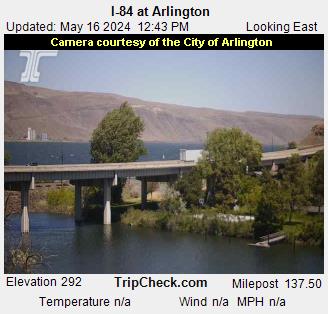 I-84 at Arlington
Updated: May 16 2024 12:43 PM Looking East
Camera courtesy of the City of Arlington
Elevation 292 TripCheck.com Milepost 137.50
Temperature n/a Wind n/a MPH n/a